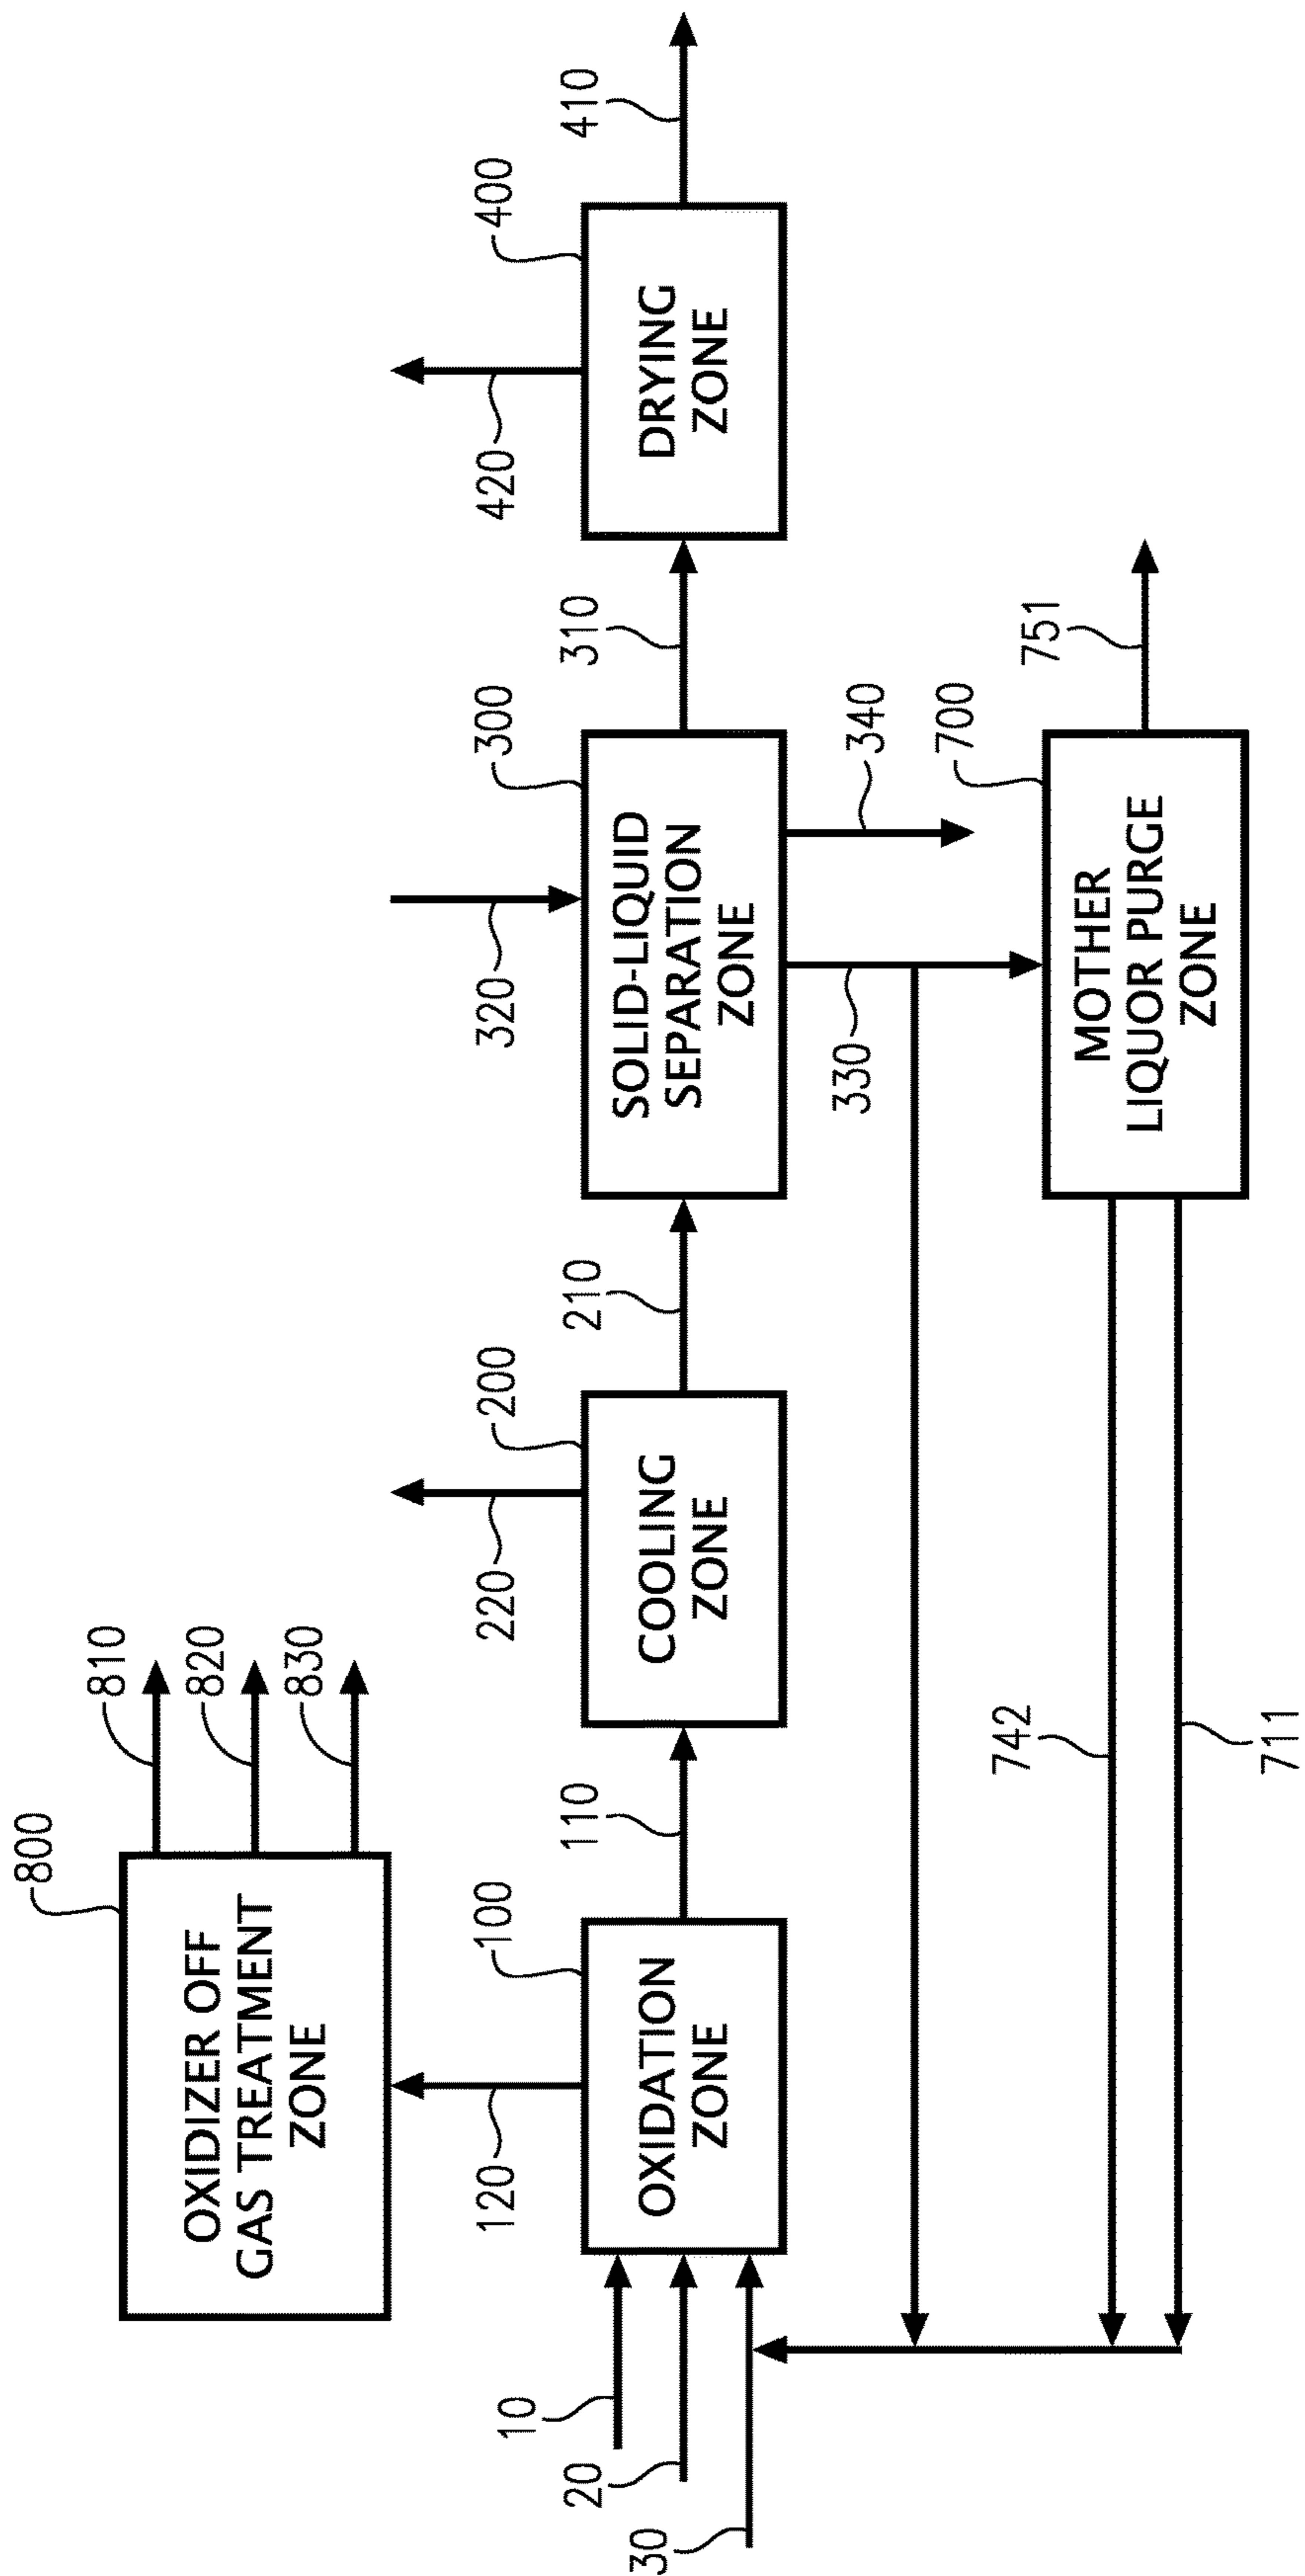 800
OXIDIZER OFF
GAS TREATMENT
ZONE
810
820
830
120
220
320
420
10
20
30
100
OXIDATION
ZONE
110
200
COOLING
ZONE
210
300
SOLID-LIQUID
SEPARATION
ZONE
310
400
DRYING
ZONE
410
330
340
700
MOTHER
LIQUOR PURGE
ZONE
751
742
711